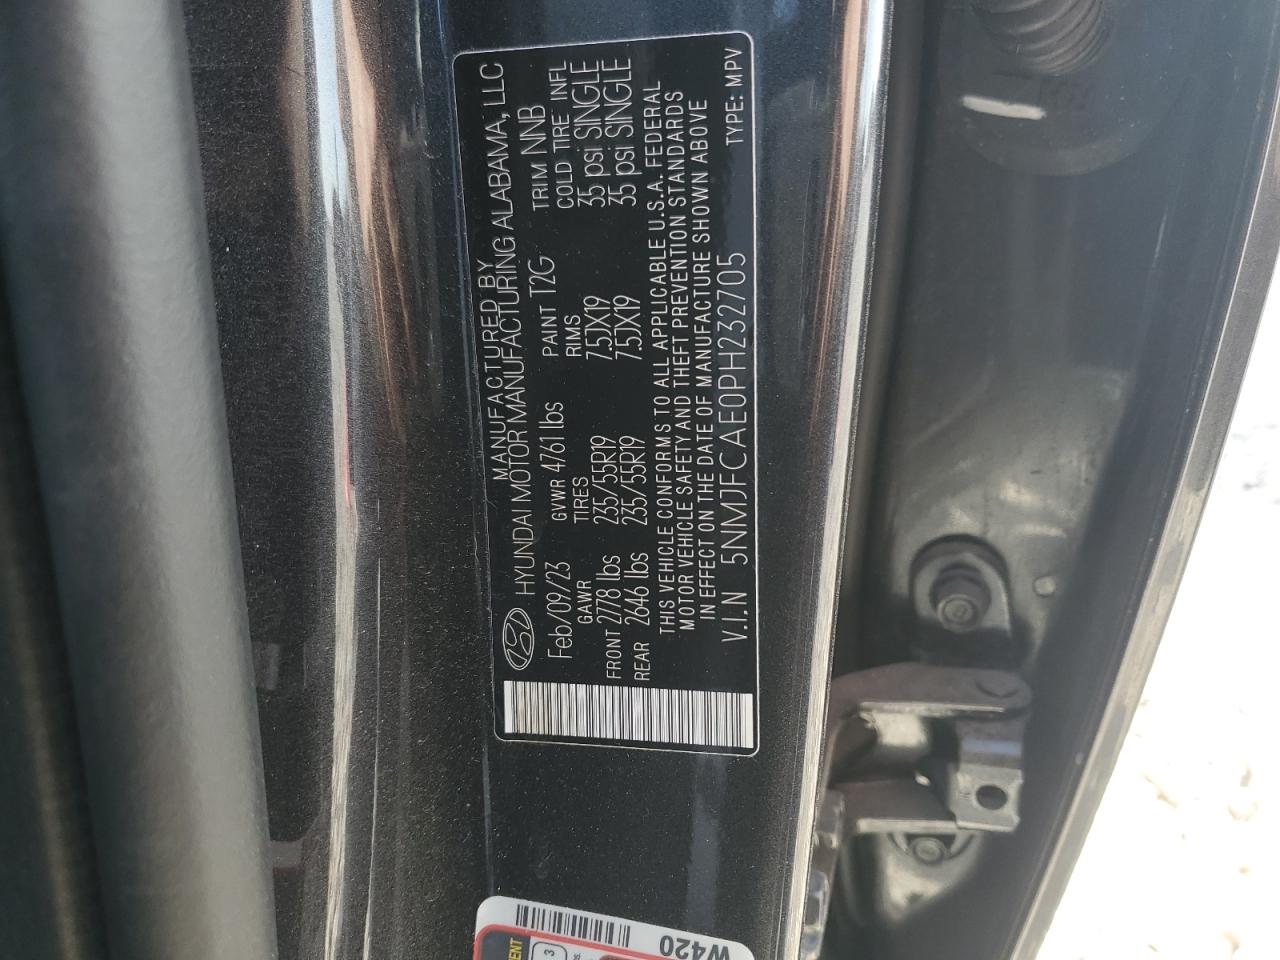 MANUFACTURED BY
HYUNDAI MOTOR MANUFACTURING ALABAMA, LLC
Feb/09/23 GVWR 4761 lbs PAINT T2G TRIM NNB
GAWR TIRES RIMS COLD TIRE INFL
FRONT 2778 lbs 235/55R19 7.5JX19 35 psi SINGLE
REAR 2646 lbs 235/55R19 7.5JX19 35 psi SINGLE
THIS VEHICLE CONFORMS TO ALL APPLICABLE U.S.A. FEDERAL
MOTOR VEHICLE SAFETY AND THEFT PREVENTION STANDARDS
IN EFFECT ON THE DATE OF MANUFACTURE SHOWN ABOVE
V.I.N 5NMJFCAE0PH232705 TYPE: MPV
W420
3